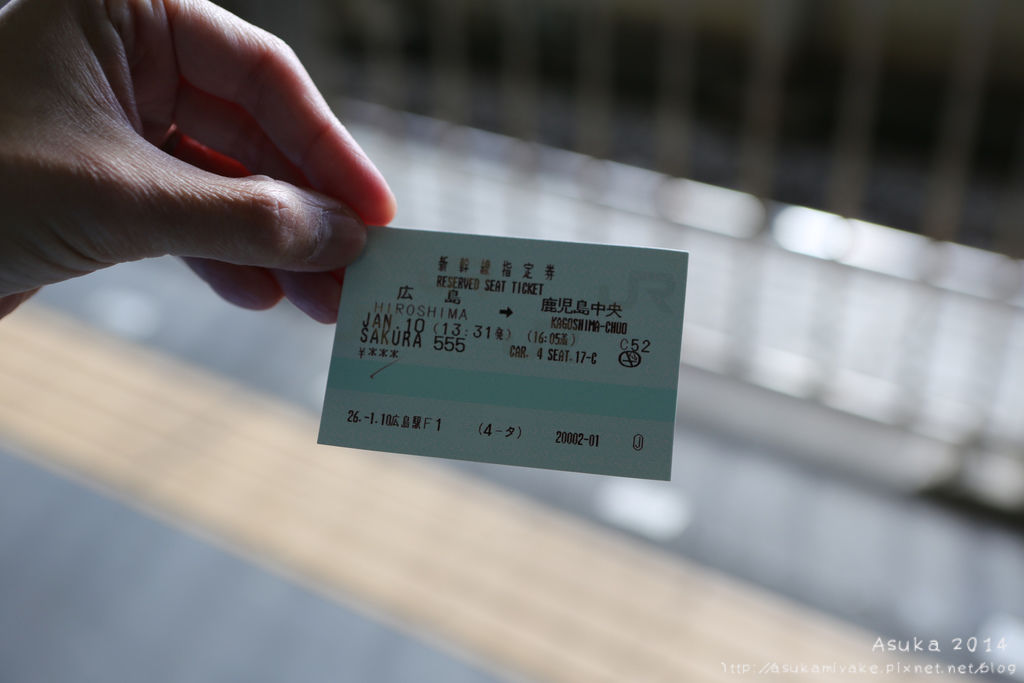 新幹線指定券
RESERVED SEAT TICKET
広島 ➡ 鹿児島中央
HIROSHIMA KAGOSHIMA-CHUO
JAN. 10 (13:31発) (16:05着) C52
SAKURA 555 CAR. 4 SEAT. 17-C
¥***
26.-1.10広島駅F1 (4-タ) 20002-01
JR
Asuka 2014
http://asukamivake.pixnet.net/blog